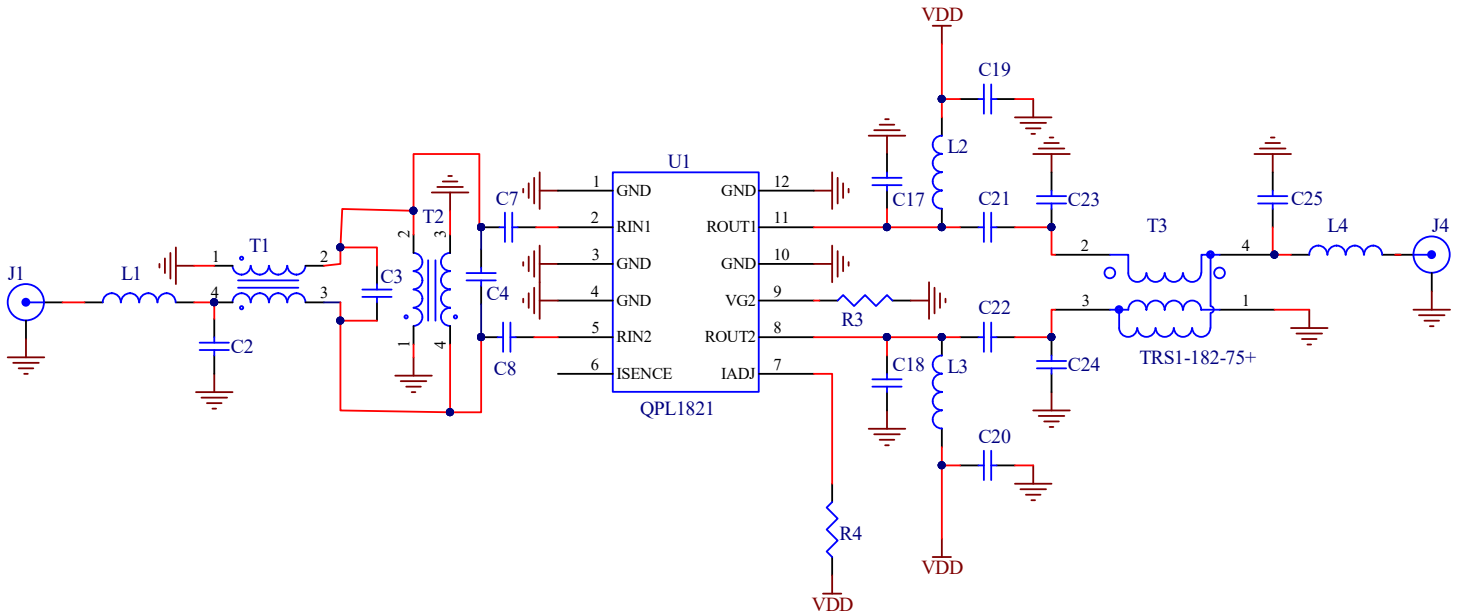 VDD
C19
L2
U1
C7
1
GND
GND
12
C17
C21
C23
C25
2
RIN1
ROUT1
11
T2
2
3
T1
1
2
T3
2
4
L4
J4
3
GND
GND
10
J1
L1
4
3
C3
C4
4
GND
VG2
9
R3
C22
3
1
C2
1
4
C8
5
RIN2
ROUT2
8
C18
L3
C24
TRS1-182-75+
6
ISENCE
IADJ
7
QPL1821
C20
R4
VDD
VDD